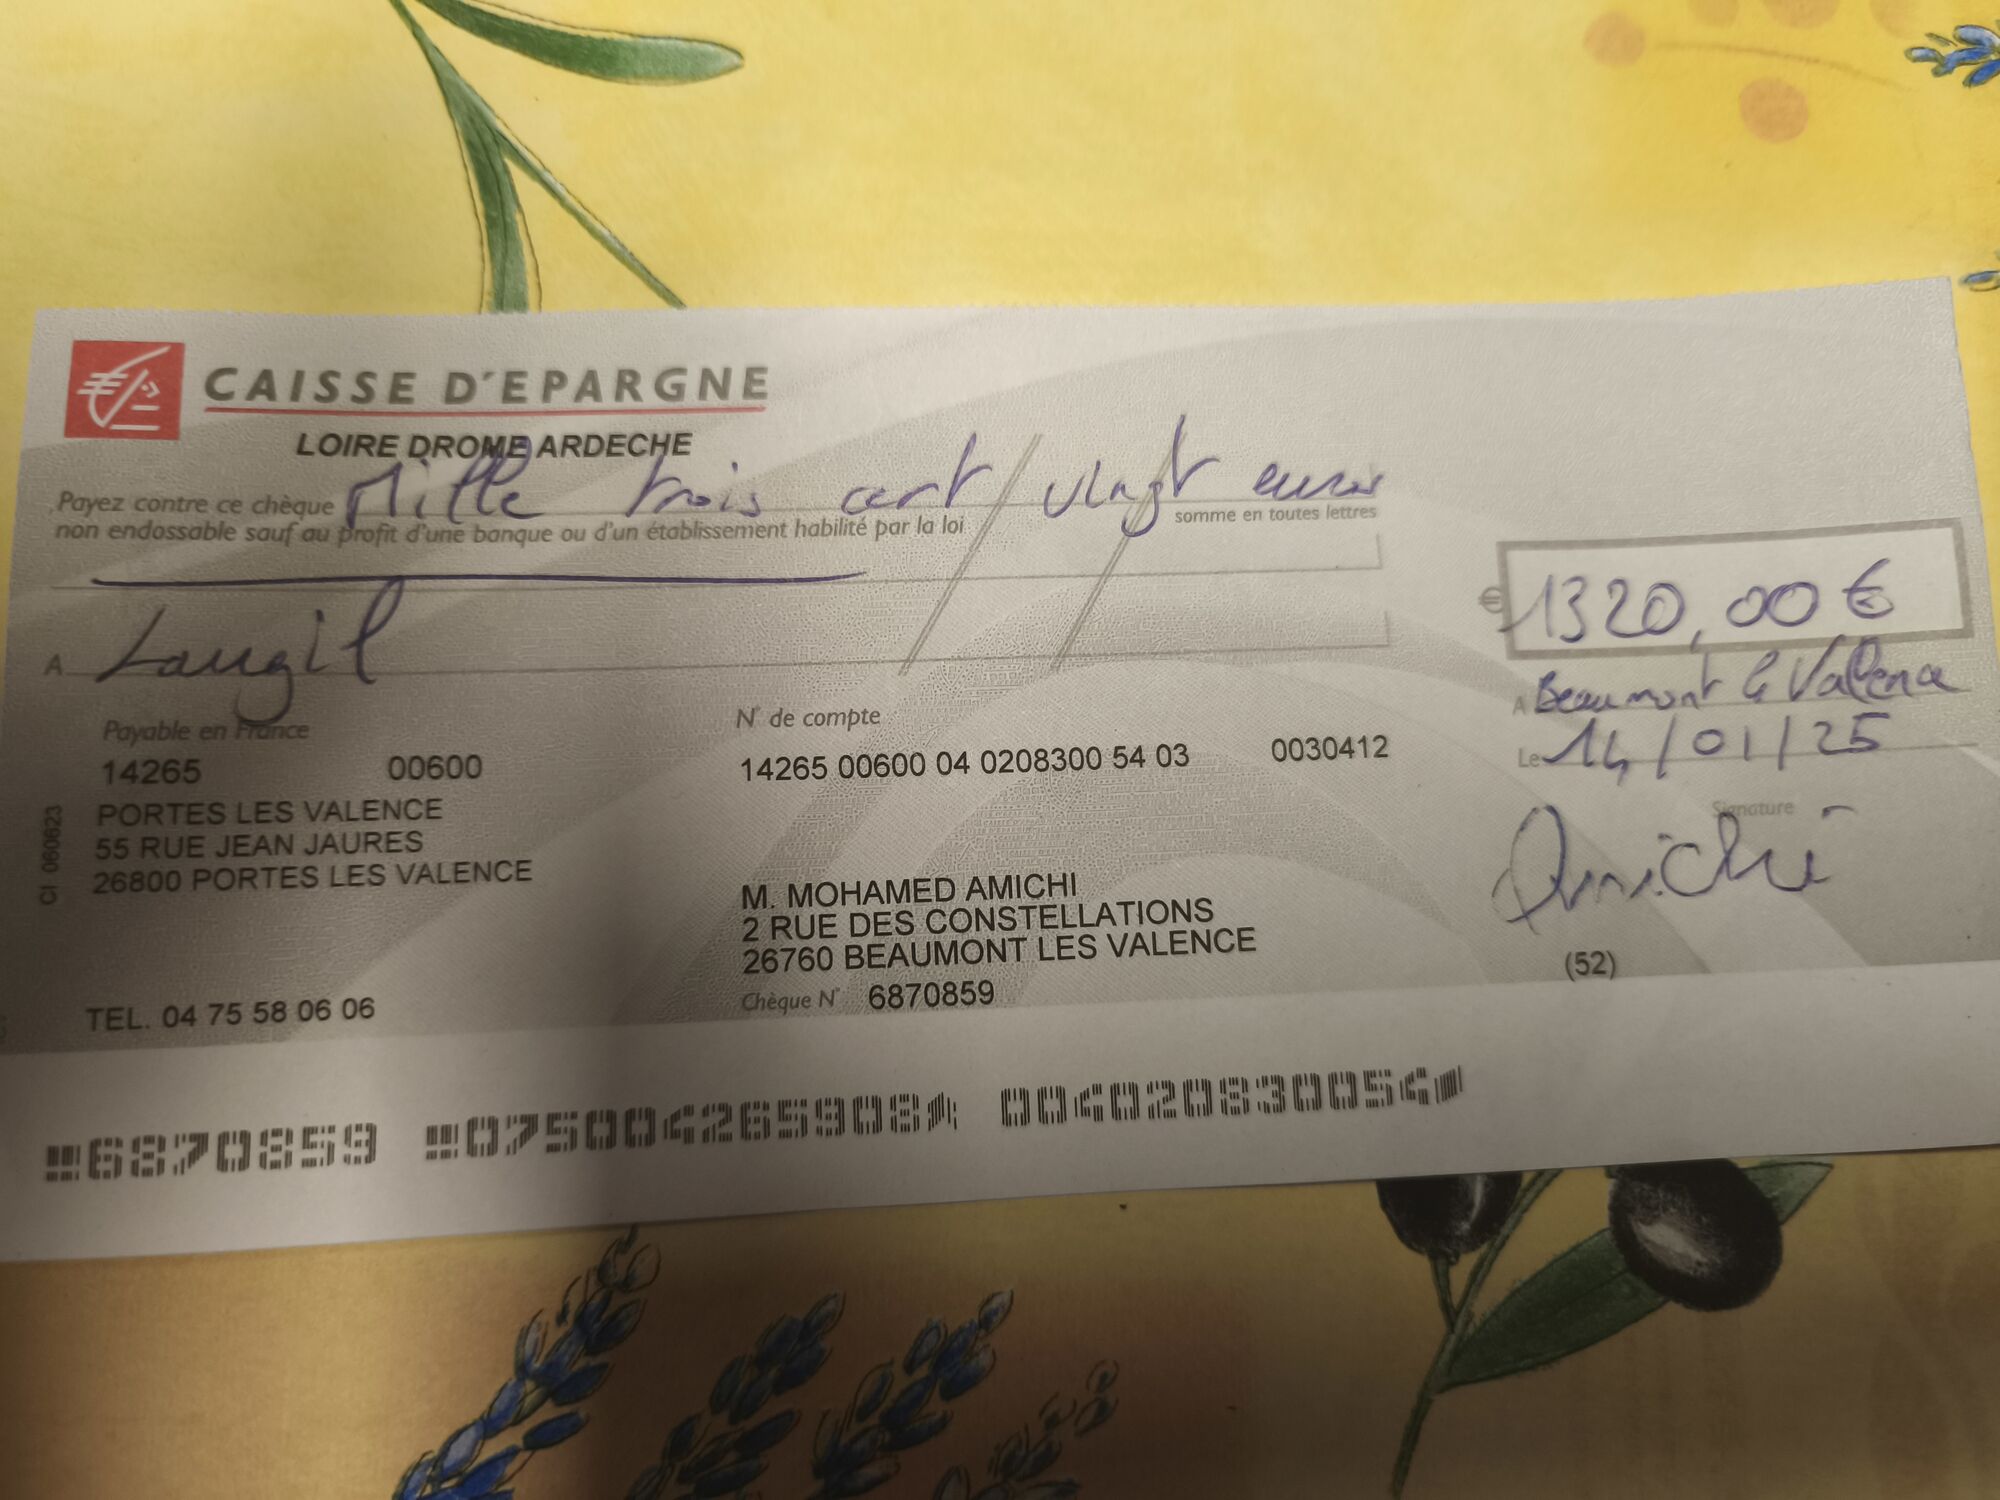 CAISSE D'EPARGNE
LOIRE DROME ARDECHE
Payez contre ce chèque Mille trois cent vingt euros
non endossable sauf au profit d'une banque ou d'un établissement habilité par la loi
somme en toutes lettres
€ 1320,00 €
A Laugil
A Beaumont le Valence
Le 14/01/25
Payable en France
14265 00600
N° de compte
14265 00600 04 0208300 54 03 0030412
Signature
Amichi
CI 060623
PORTES LES VALENCE
55 RUE JEAN JAURES
26800 PORTES LES VALENCE
M. MOHAMED AMICHI
2 RUE DES CONSTELLATIONS
26760 BEAUMONT LES VALENCE
(52)
TEL. 04 75 58 06 06
Chèque N° 6870859
6870859 075004265908 004020830054